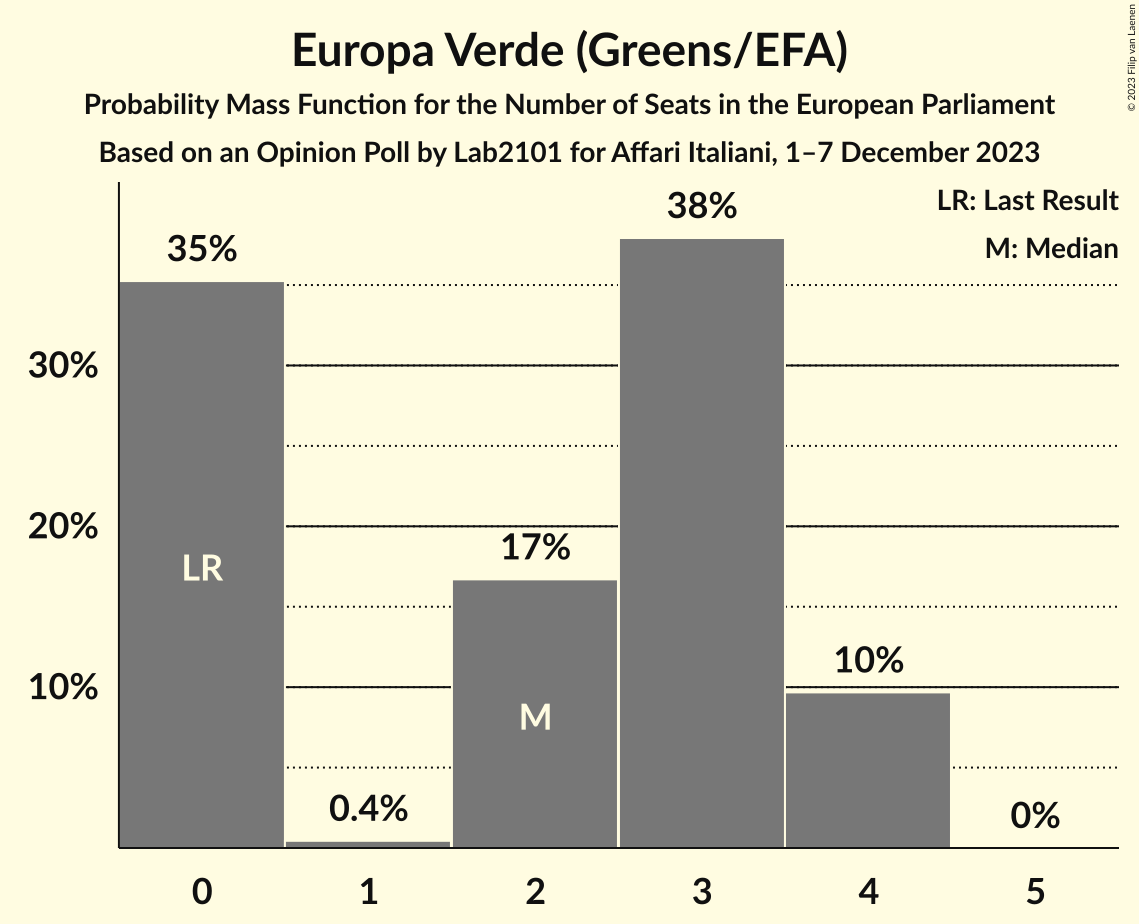 Europa Verde (Greens/EFA)
Probability Mass Function for the Number of Seats in the European Parliament
Based on an Opinion Poll by Lab2101 for Affari Italiani, 1–7 December 2023
© 2023 Filip van Laenen
LR: Last Result
M: Median
35%
0.4%
17%
38%
10%
0%
30%
20%
10%
LR
M
0 1 2 3 4 5